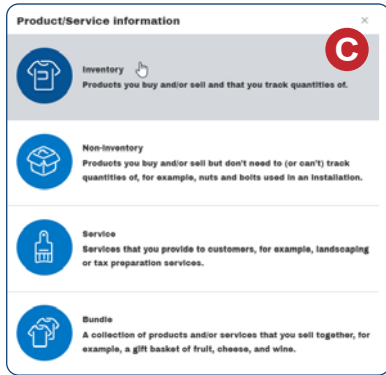 Product/Service information
×
C
Inventory
Products you buy and/or sell and that you track quantities of.
Non-inventory
Products you buy and/or sell but don't need to (or can't) track
quantities of, for example, nuts and bolts used in an installation.
Service
Services that you provide to customers, for example, landscaping
or tax preparation services.
Bundle
A collection of products and/or services that you sell together, for
example, a gift basket of fruit, cheese, and wine.